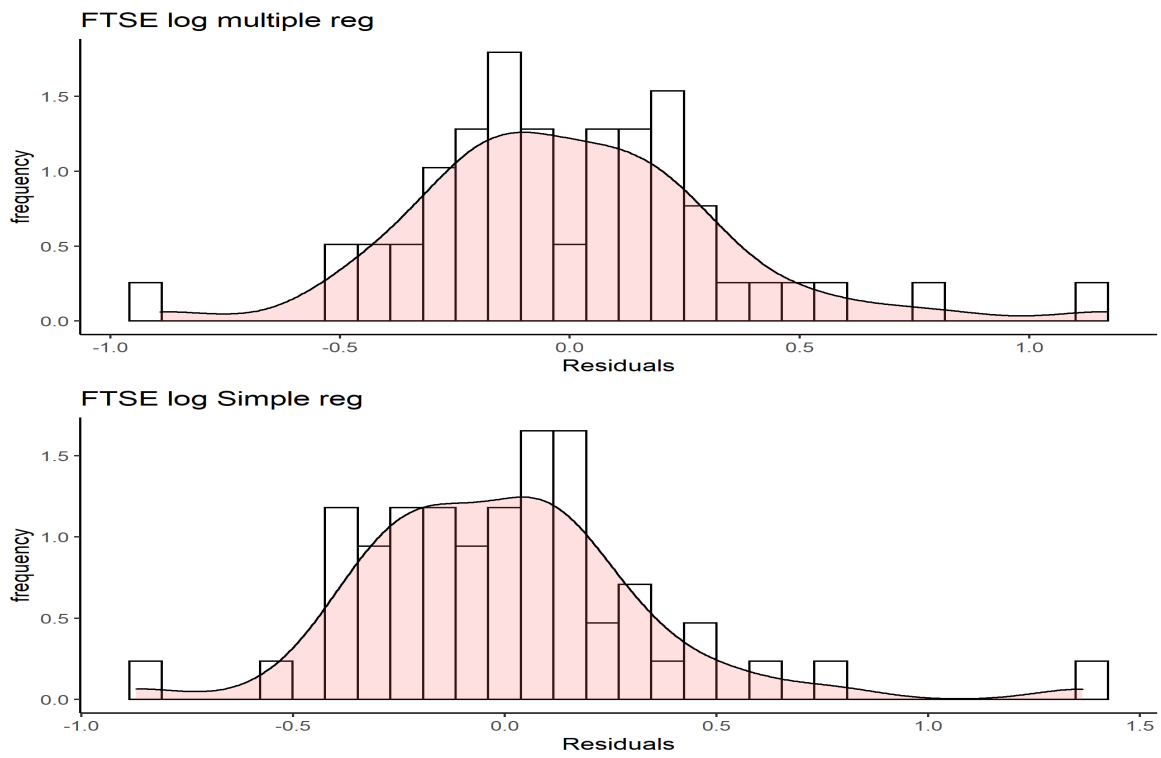 FTSE log multiple reg
frequency
1.5
1.0
0.5
0.0
-1.0 -0.5 0.0 0.5 1.0
Residuals
FTSE log Simple reg
frequency
1.5
1.0
0.5
0.0
-1.0 -0.5 0.0 0.5 1.0 1.5
Residuals